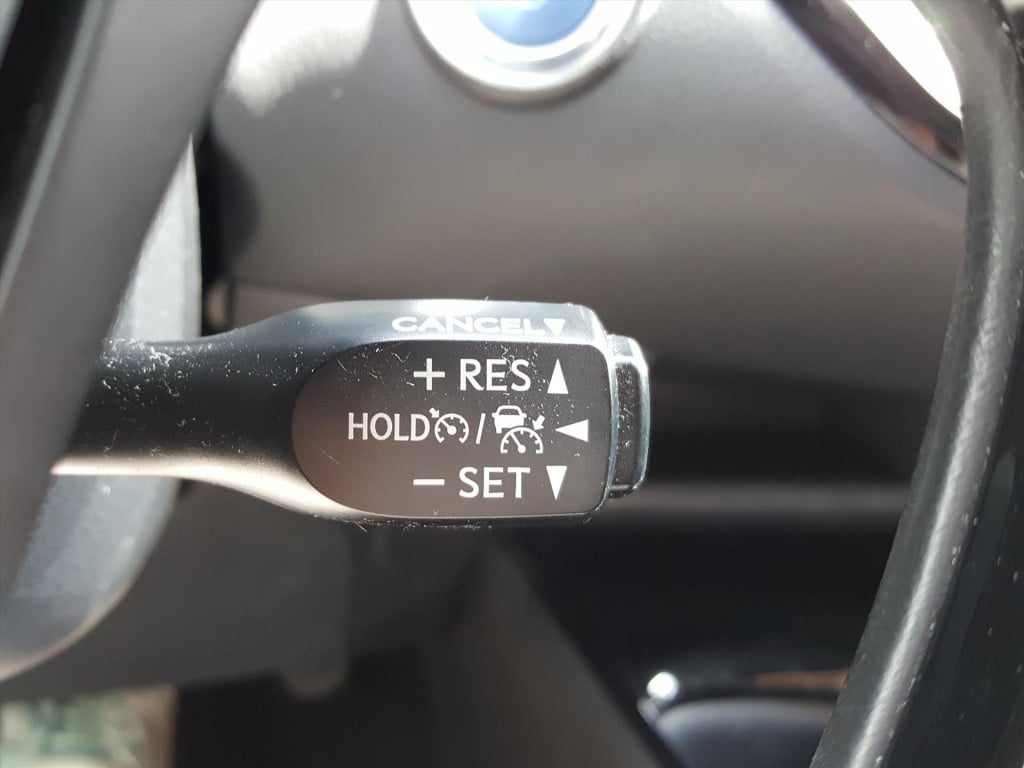 CANCEL▼
+ RES ▲
HOLD / ◄
− SET ▼